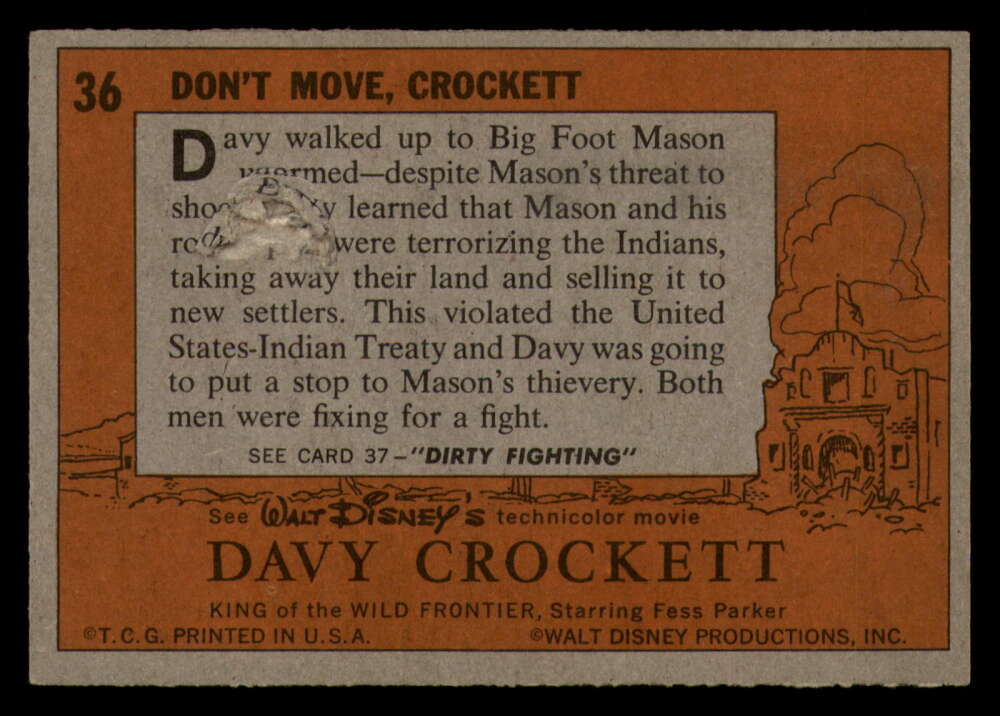 36 DON'T MOVE, CROCKETT
Davy walked up to Big Foot Mason
—despite Mason's threat to
learned that Mason and his
were terrorizing the Indians,
taking away their land and selling it to
new settlers. This violated the United
States-Indian Treaty and Davy was going
to put a stop to Mason's thievery. Both
men were fixing for a fight.
SEE CARD 37–"DIRTY FIGHTING"
See WALT DISNEY'S technicolor movie
DAVY CROCKETT
KING of the WILD FRONTIER, Starring Fess Parker
©T.C.G. PRINTED IN U.S.A. ©WALT DISNEY PRODUCTIONS, INC.